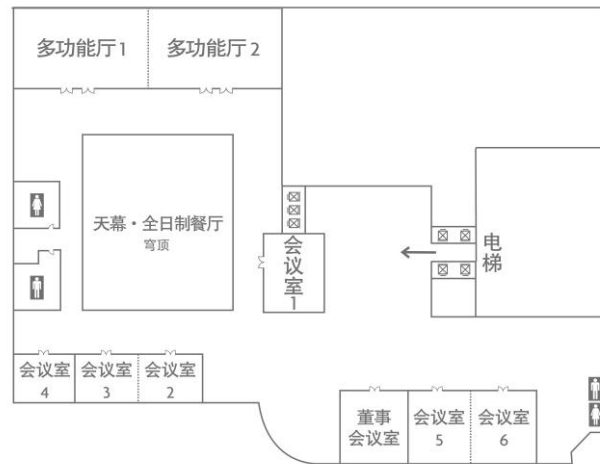 多功能厅1
多功能厅2
天幕·全日制餐厅
穹顶
会议室1
电梯
会议室
4
会议室
3
会议室
2
董事
会议室
会议室
5
会议室
6